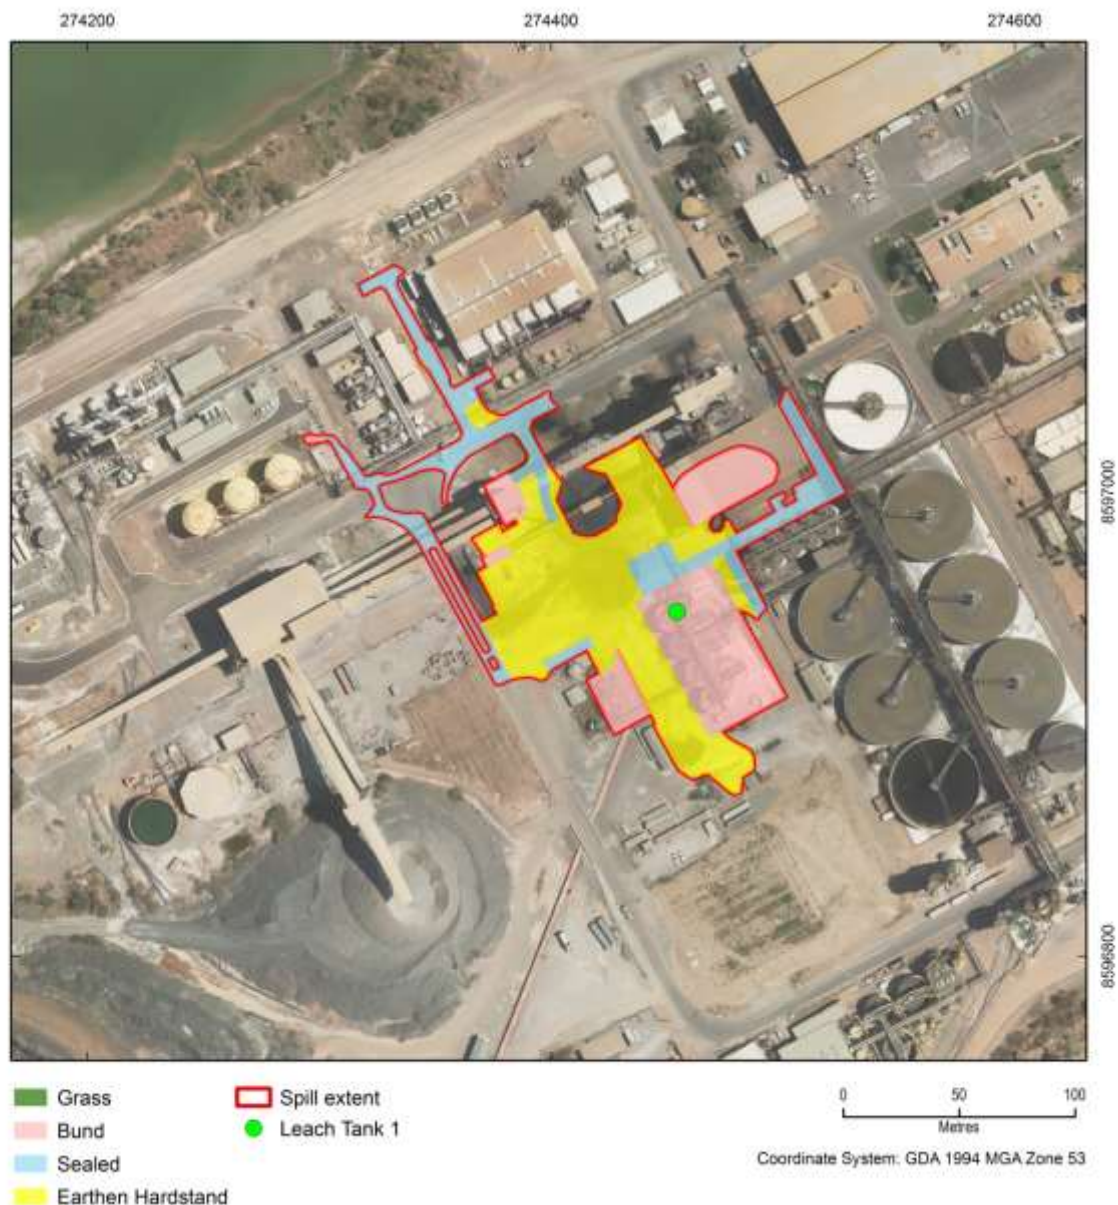 274200 274400 274600
8597000
8596800
Grass
Bund
Sealed
Earthen Hardstand
Spill extent
Leach Tank 1
0 50 100
Metres
Coordinate System: GDA 1994 MGA Zone 53